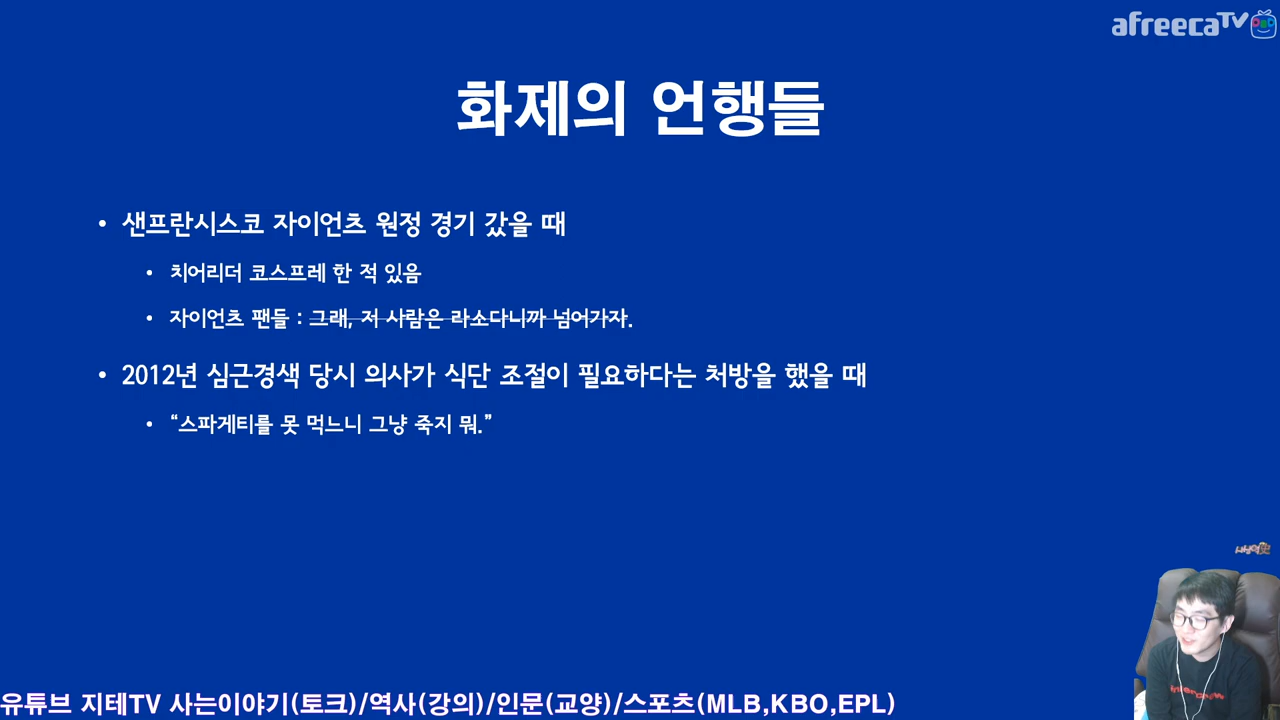 afreecaTV
화제의 언행들
• 샌프란시스코 자이언츠 원정 경기 갔을 때
• 치어리더 코스프레 한 적 있음
• 자이언츠 팬들 : 그래, 저 사람은 라소다니까 넘어가자.
• 2012년 심근경색 당시 의사가 식단 조절이 필요하다는 처방을 했을 때
• “스파게티를 못 먹느니 그냥 죽지 뭐.”
유튜브 지테TV 사는이야기(토크)/역사(강의)/인문(교양)/스포츠(MLB,KBO,EPL)